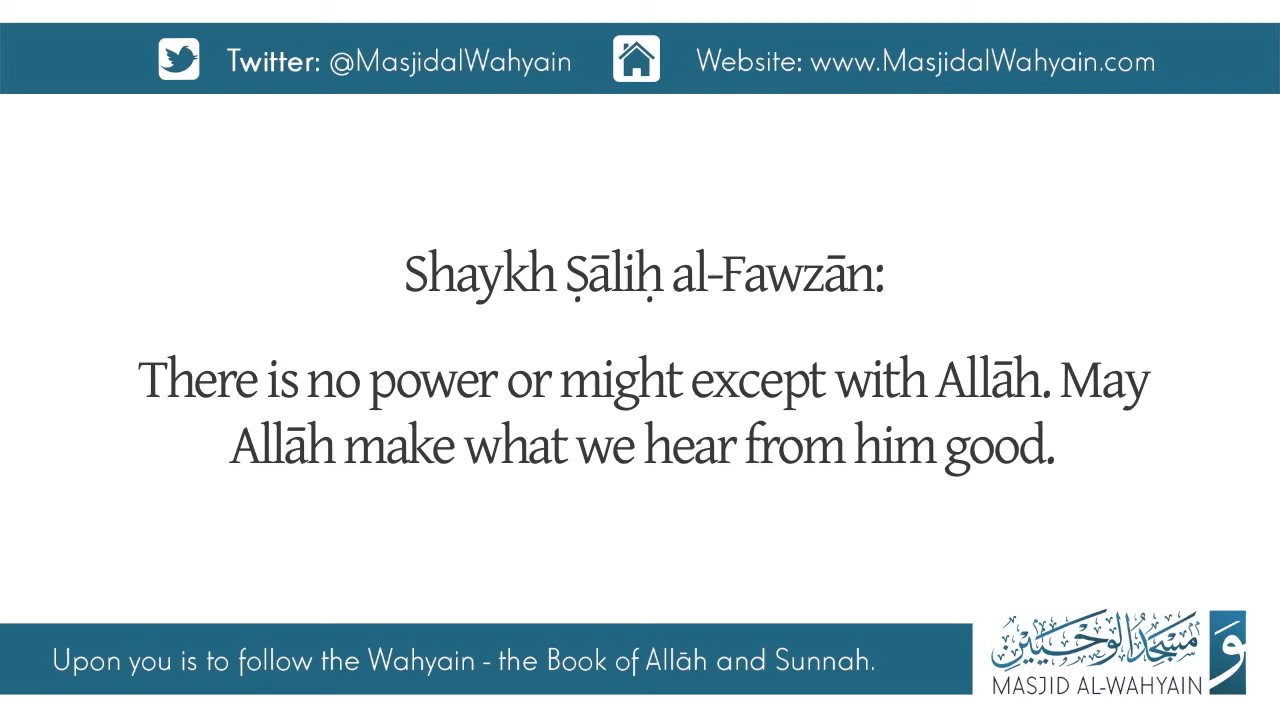 Twitter: @MasjidalWahyain Website: www.MasjidalWahyain.com
Shaykh Ṣāliḥ al-Fawzān:
There is no power or might except with Allāh. May
Allāh make what we hear from him good.
Upon you is to follow the Wahyain - the Book of Allāh and Sunnah.
مسجد الوحيين
و
MASJID AL-WAHYAIN